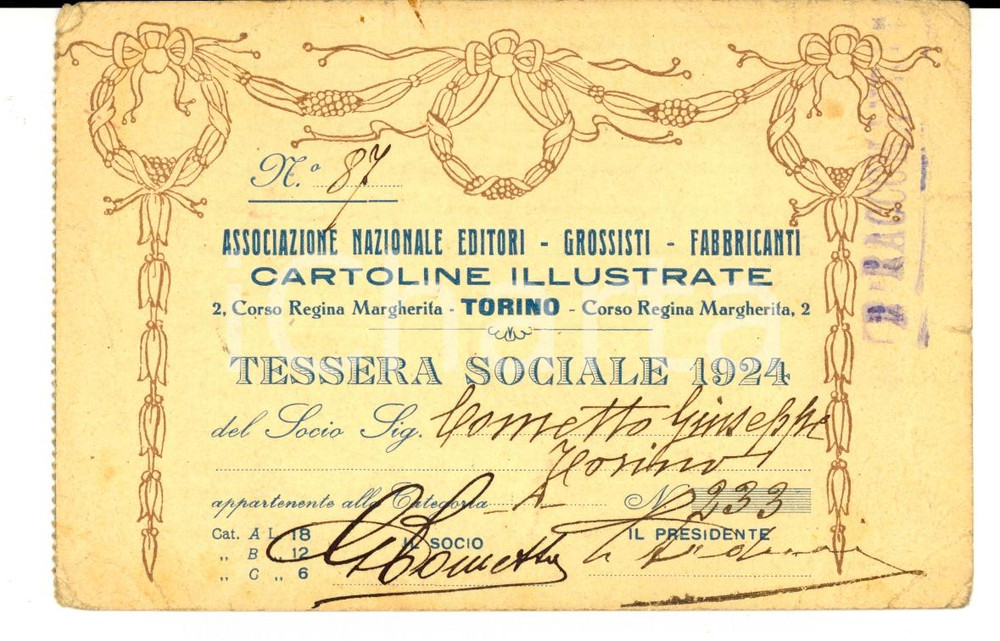 N.º 87
ASSOCIAZIONE NAZIONALE EDITORI - GROSSISTI - FABBRICANTI
CARTOLINE ILLUSTRATE
2, Corso Regina Margherita - TORINO - Corso Regina Margherita, 2
TESSERA SOCIALE 1924
del Socio Sig. Cometto Giuseppe
Torino
appartenente alla Categoria A N. 233
Cat. A L. 18
„ B „ 12
„ C „ 6
IL SOCIO
G Cometto
IL PRESIDENTE
iCharta